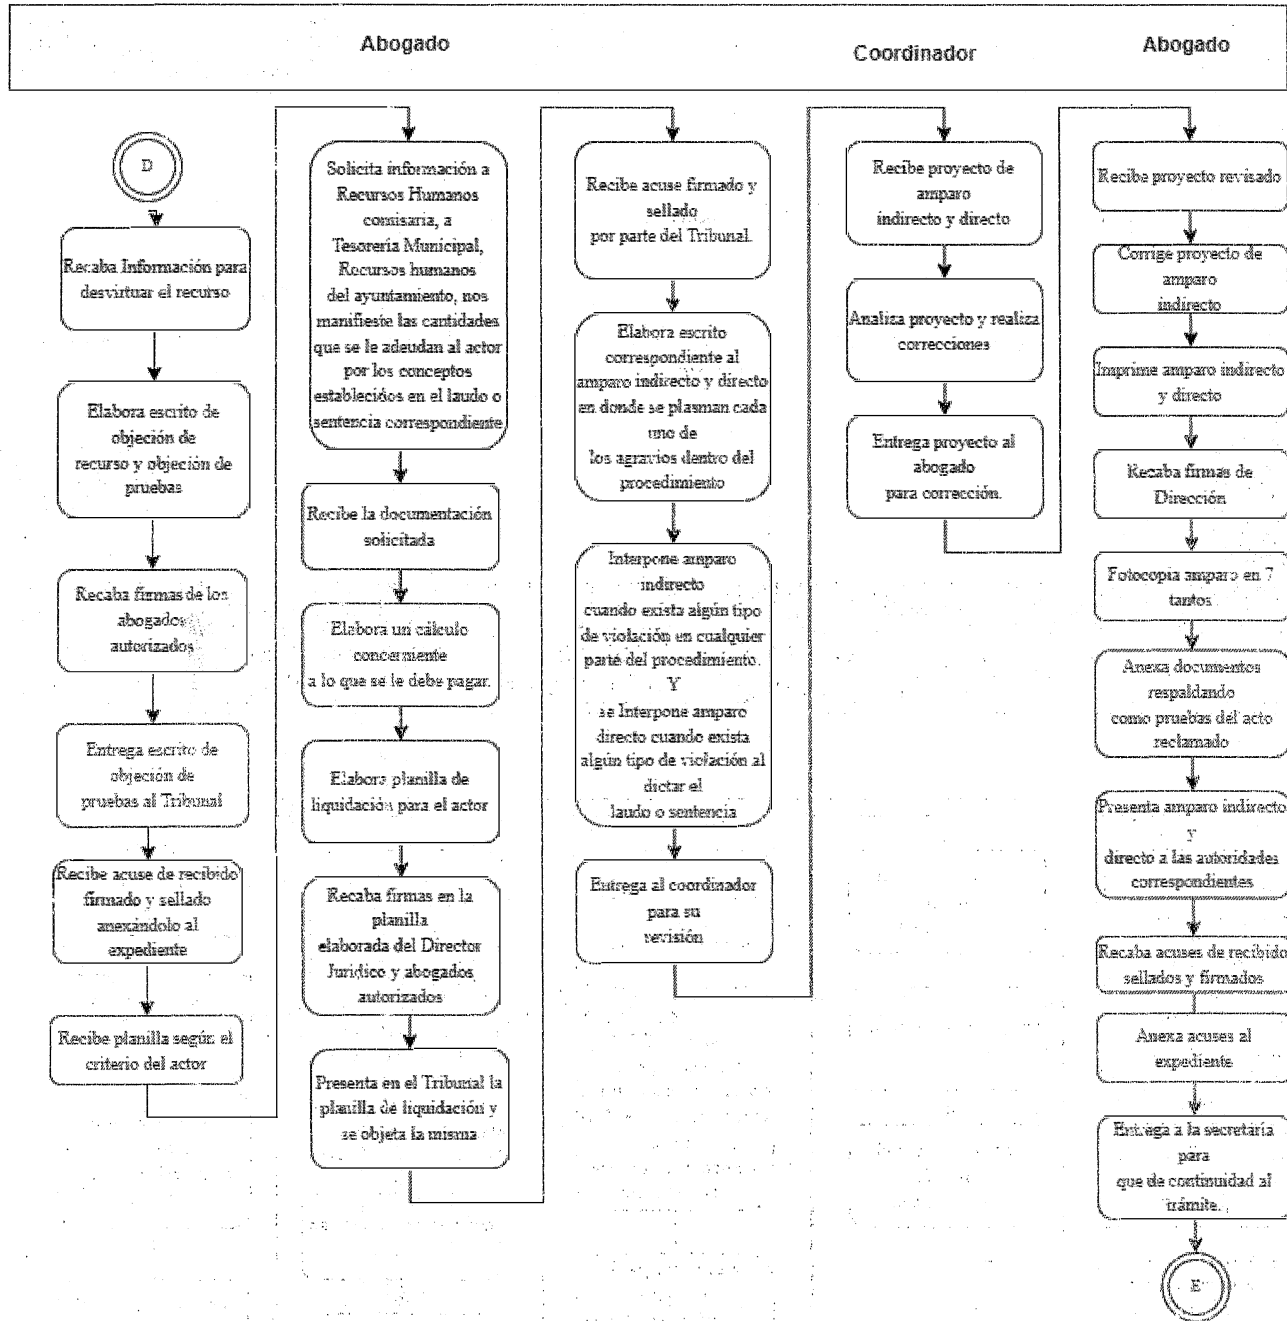 Abogado
Coordinador
Abogado
D
Recaba Información para
desvirtuar el recurso
Elabora escrito de
objeción de
recurso y objeción de
pruebas
Recaba firmas de los
abogados
autorizados
Entrega escrito de
objeción de
pruebas al Tribunal
Recibe acuse de recibido
firmado y sellado
anexándolo al
expediente
Recibe planilla según el
criterio del actor
Solicita información a
Recursos Humanos
comisaria, a
Tesorería Municipal,
Recursos humanos
del ayuntamiento, nos
manifieste las cantidades
que se le adeudan al actor
por los conceptos
establecidos en el laudo o
sentencia correspondiente
Recibe la documentación
solicitada
Elabora un cálculo
concerniente
a lo que se le debe pagar.
Elabora planilla de
liquidación para el actor
Recaba firmas en la
planilla
elaborada del Director
Jurídico y abogados
autorizados
Presenta en el Tribunal la
planilla de liquidación y
se objeta la misma
Recibe acuse firmado y
sellado
por parte del Tribunal.
Elabora escrito
correspondiente al
amparo indirecto y directo
en donde se plasman cada
uno de
los agravios dentro del
procedimiento
Interpone amparo
indirecto
cuando exista algún tipo
de violación en cualquier
parte del procedimiento.
Y
se Interpone amparo
directo cuando exista
algún tipo de violación al
dictar el
laudo o sentencia
Entrega al coordinador
para su
revisión
Recibe proyecto de
amparo
indirecto y directo
Analiza proyecto y realiza
correcciones
Entrega proyecto al
abogado
para corrección.
Recibe proyecto revisado
Corrige proyecto de
amparo
indirecto
Imprime amparo indirecto
y directo
Recaba firmas de
Dirección
Fotocopia amparo en 7
tantos
Anexa documentos
respaldando
como pruebas del acto
reclamado
Presenta amparo indirecto
y
directo a las autoridades
correspondientes
Recaba acuses de recibido
sellados y firmados
Anexa acuses al
expediente
Entrega a la secretaría
para
que de continuidad al
trámite.
E